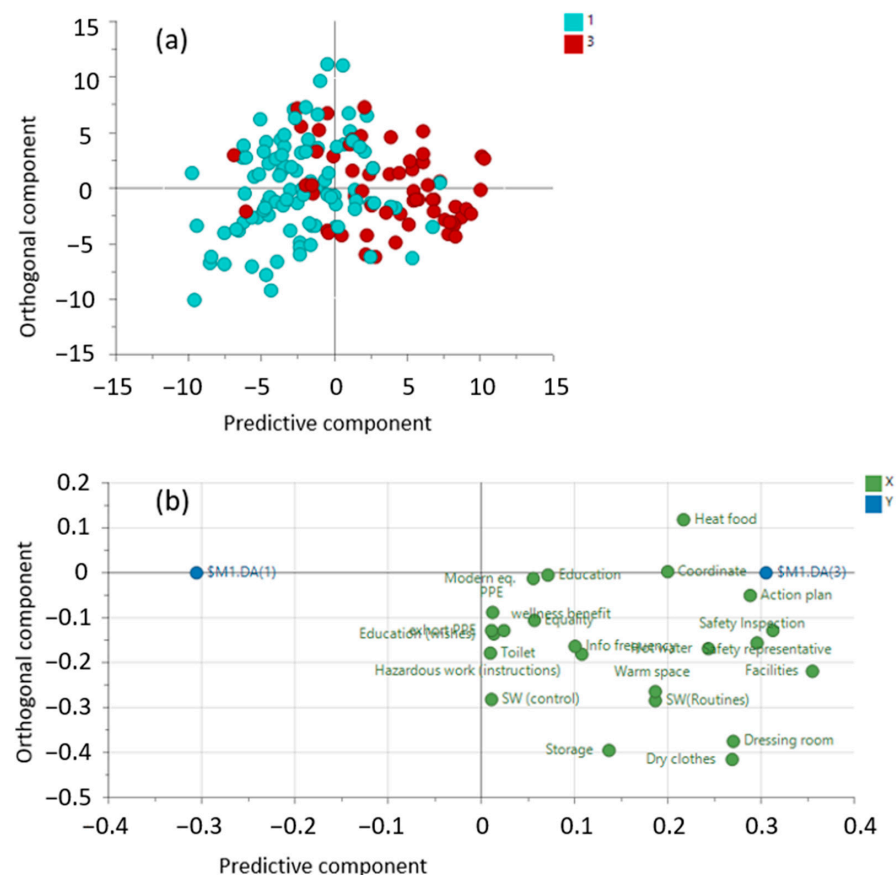 (a)
1
3
15
10
5
0
−5
−10
−15
−15 −10 −5 0 5 10 15
Orthogonal component
Predictive component
(b)
X
Y
0.2
0.1
0
−0.1
−0.2
−0.3
−0.4
−0.5
Orthogonal component
Heat food
$M1.DA(1)
Coordinate
$M1.DA(3)
Modern eq.
Education
PPE
Action plan
wellness benefit
Equality
Safety Inspection
exhort PPE
Education (wishes)
Info frequency
Hot water
Safety representative
Toilet
Hazardous work (instructions)
Warm space
Facilities
SW (control)
SW(Routines)
Storage
Dressing room
Dry clothes
−0.4 −0.3 −0.2 −0.1 0 0.1 0.2 0.3 0.4
Predictive component